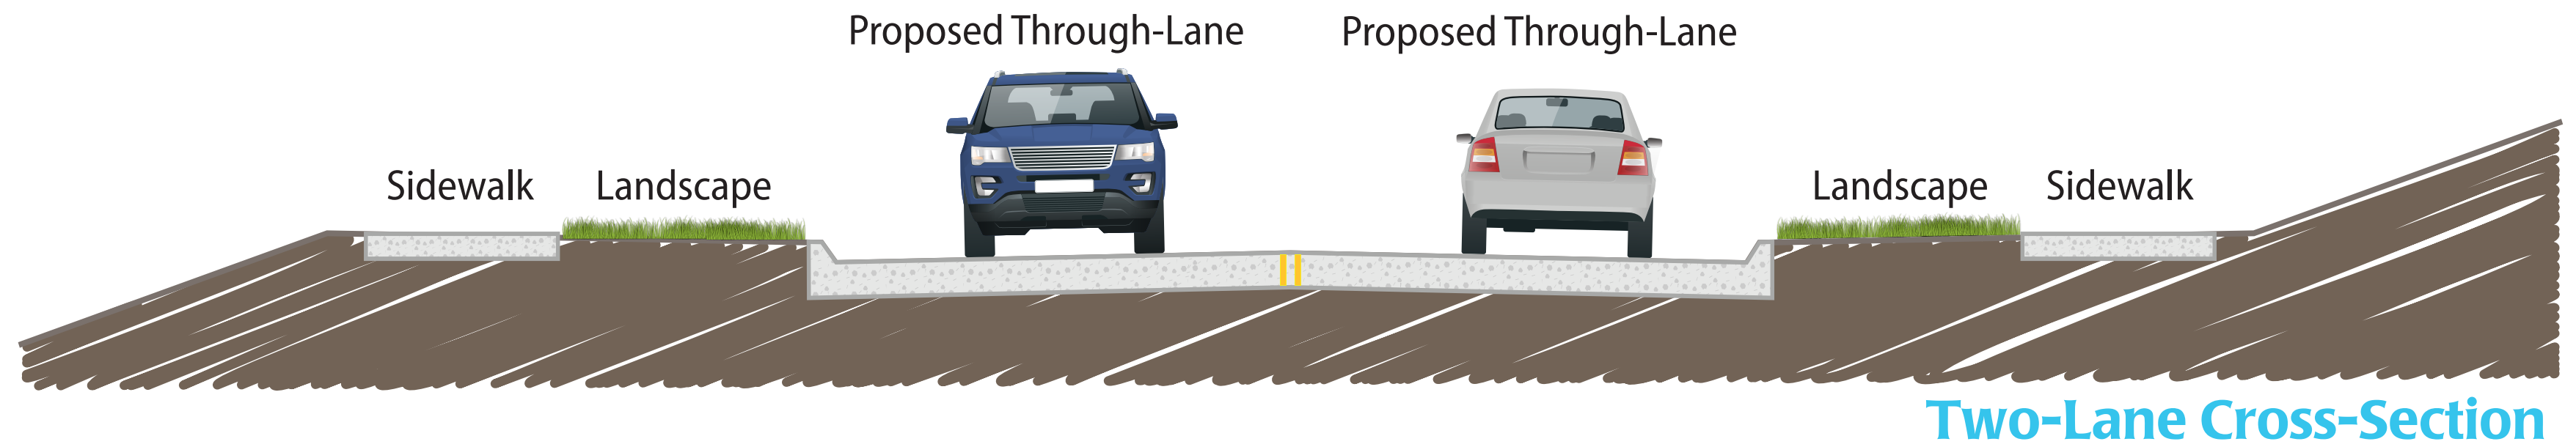 Proposed Through-Lane
Proposed Through-Lane
Sidewalk
Landscape
Landscape
Sidewalk
Two-Lane Cross-Section